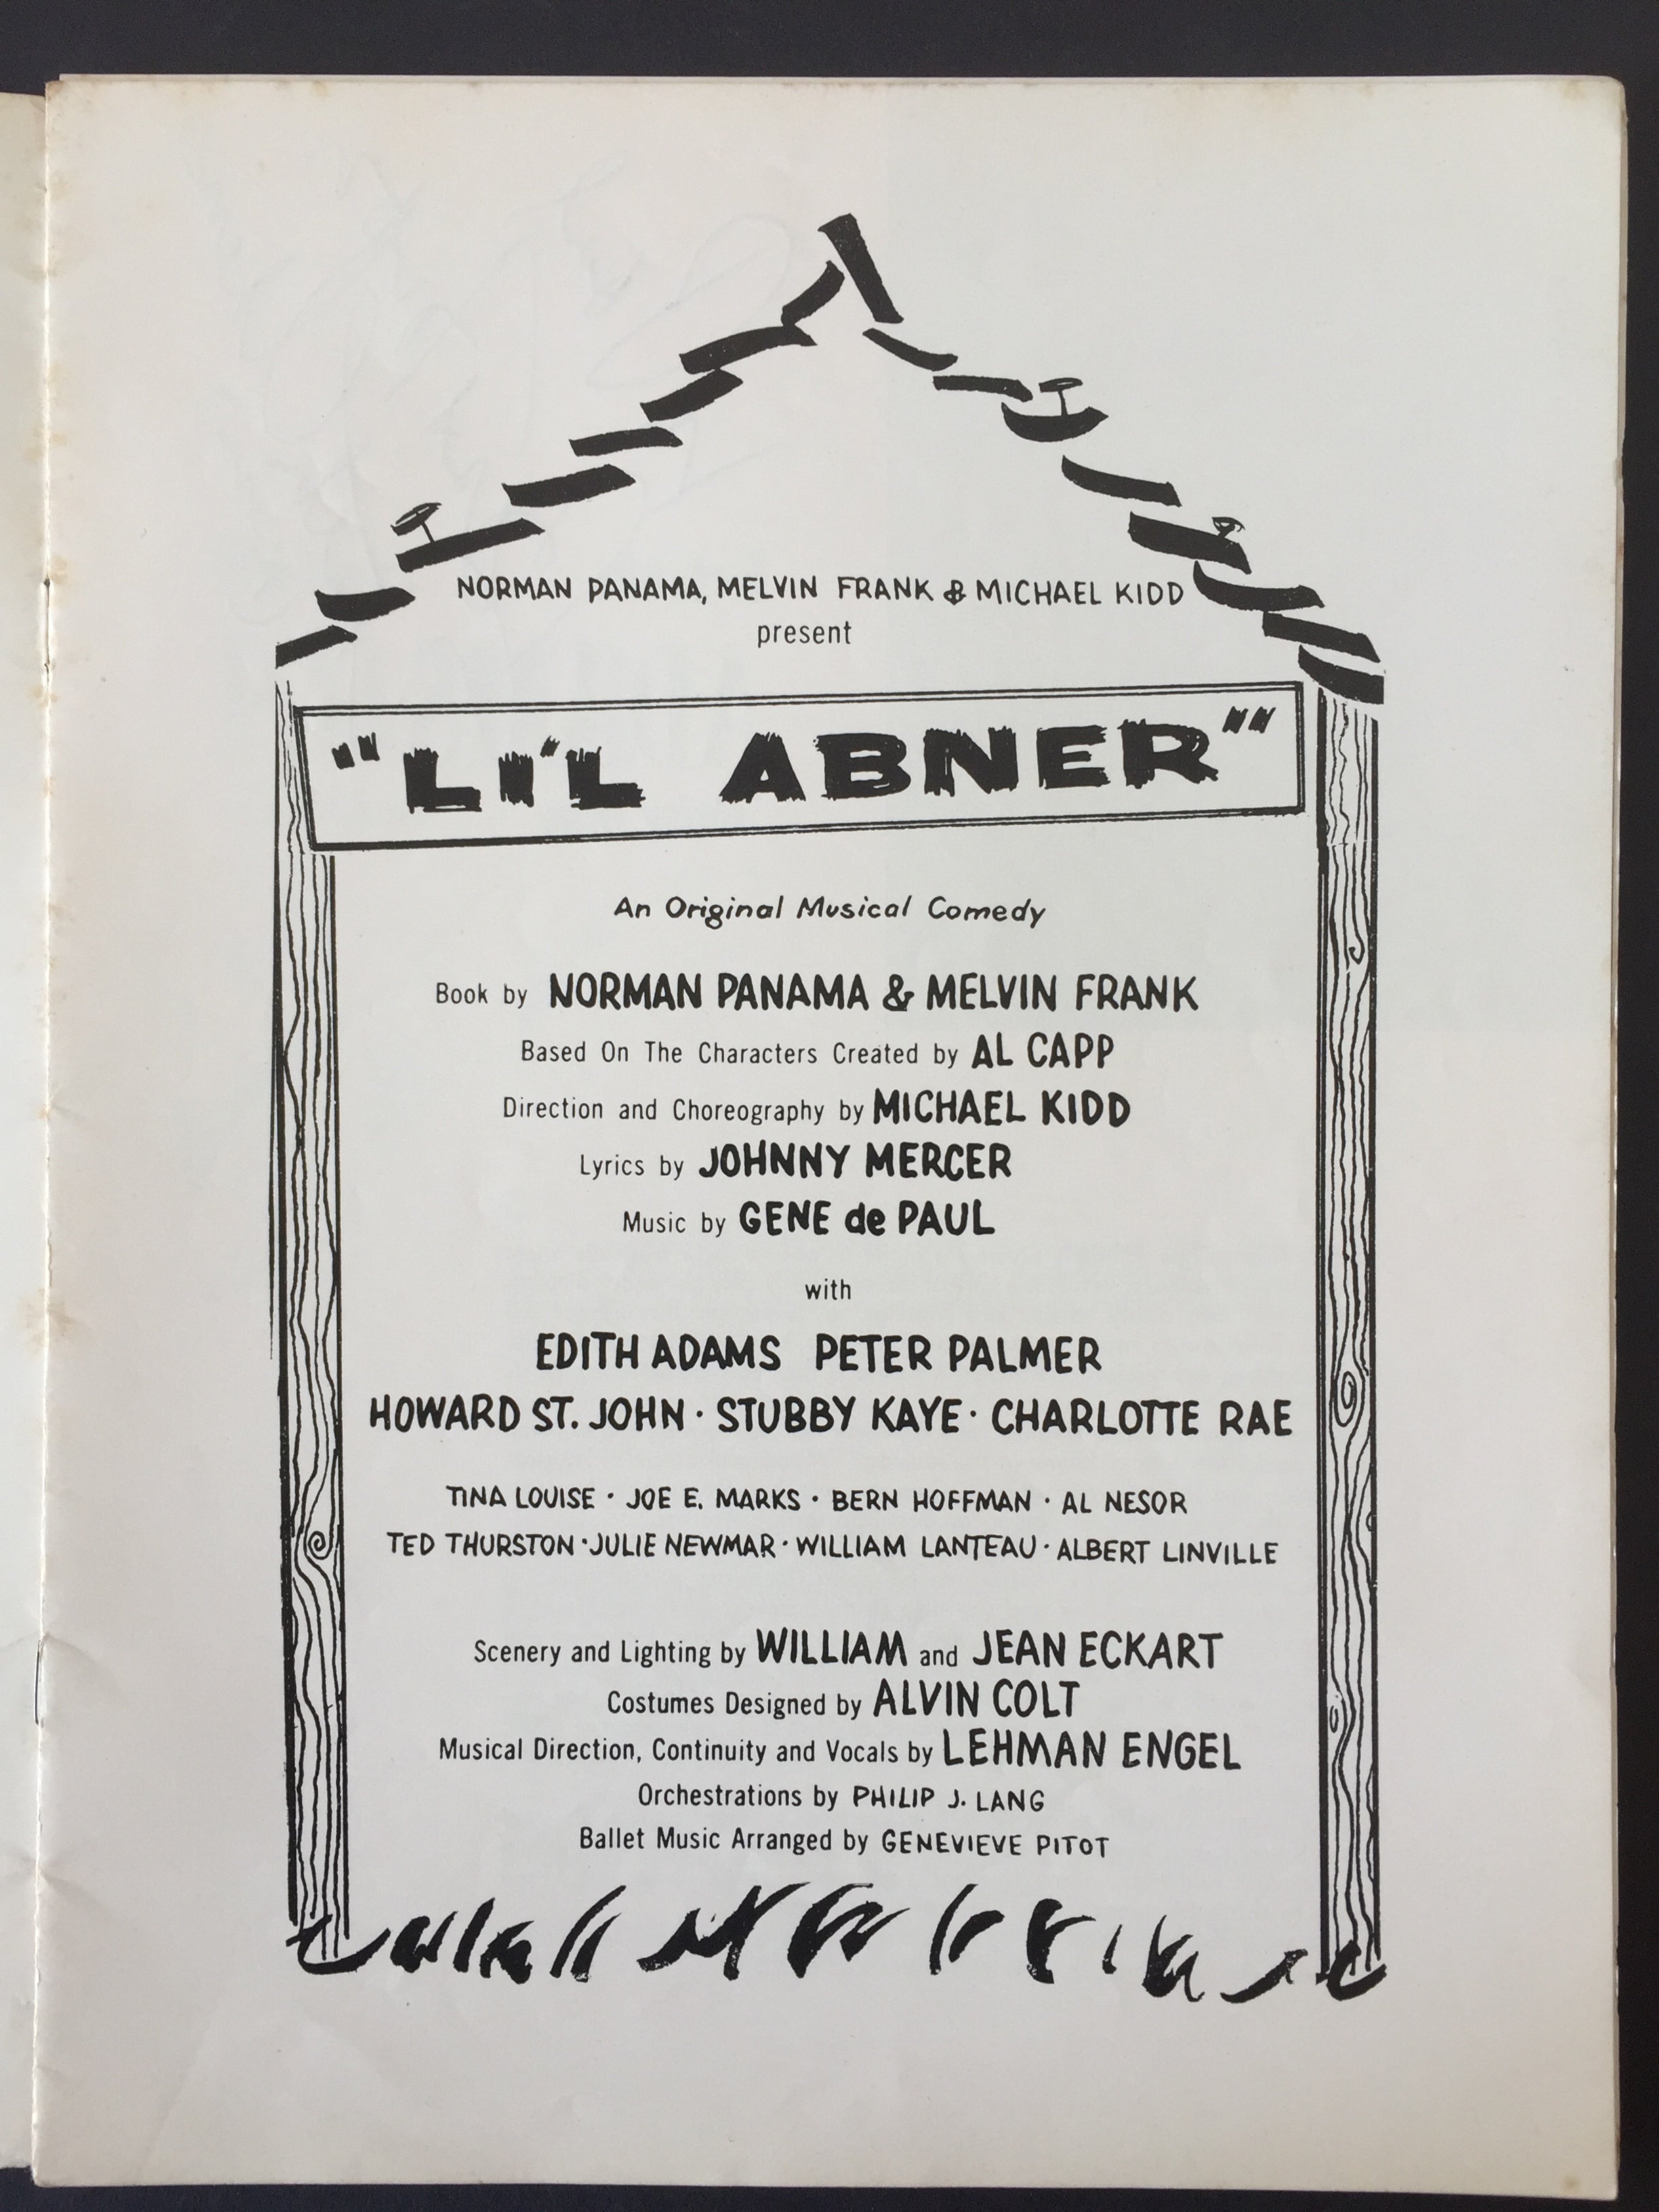 NORMAN PANAMA, MELVIN FRANK & MICHAEL KIDD
present
"LI'L ABNER"
An Original Musical Comedy
Book by NORMAN PANAMA & MELVIN FRANK
Based On The Characters Created by AL CAPP
Direction and Choreography by MICHAEL KIDD
Lyrics by JOHNNY MERCER
Music by GENE de PAUL
with
EDITH ADAMS PETER PALMER
HOWARD ST. JOHN · STUBBY KAYE · CHARLOTTE RAE
TINA LOUISE · JOE E. MARKS · BERN HOFFMAN · AL NESOR
TED THURSTON · JULIE NEWMAR · WILLIAM LANTEAU · ALBERT LINVILLE
Scenery and Lighting by WILLIAM and JEAN ECKART
Costumes Designed by ALVIN COLT
Musical Direction, Continuity and Vocals by LEHMAN ENGEL
Orchestrations by PHILIP J. LANG
Ballet Music Arranged by GENEVIEVE PITOT